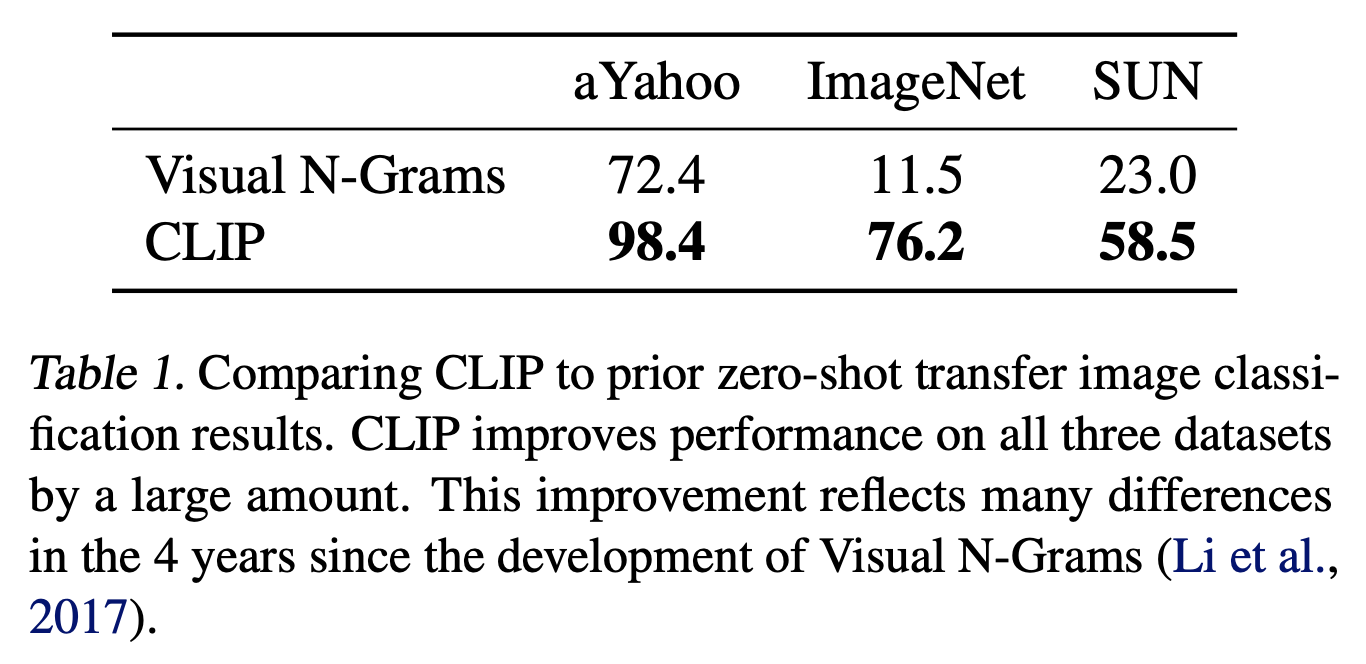 aYahoo ImageNet SUN
Visual N-Grams 72.4 11.5 23.0
CLIP 98.4 76.2 58.5
Table 1. Comparing CLIP to prior zero-shot transfer image classi-
fication results. CLIP improves performance on all three datasets
by a large amount. This improvement reflects many differences
in the 4 years since the development of Visual N-Grams (Li et al.,
2017).